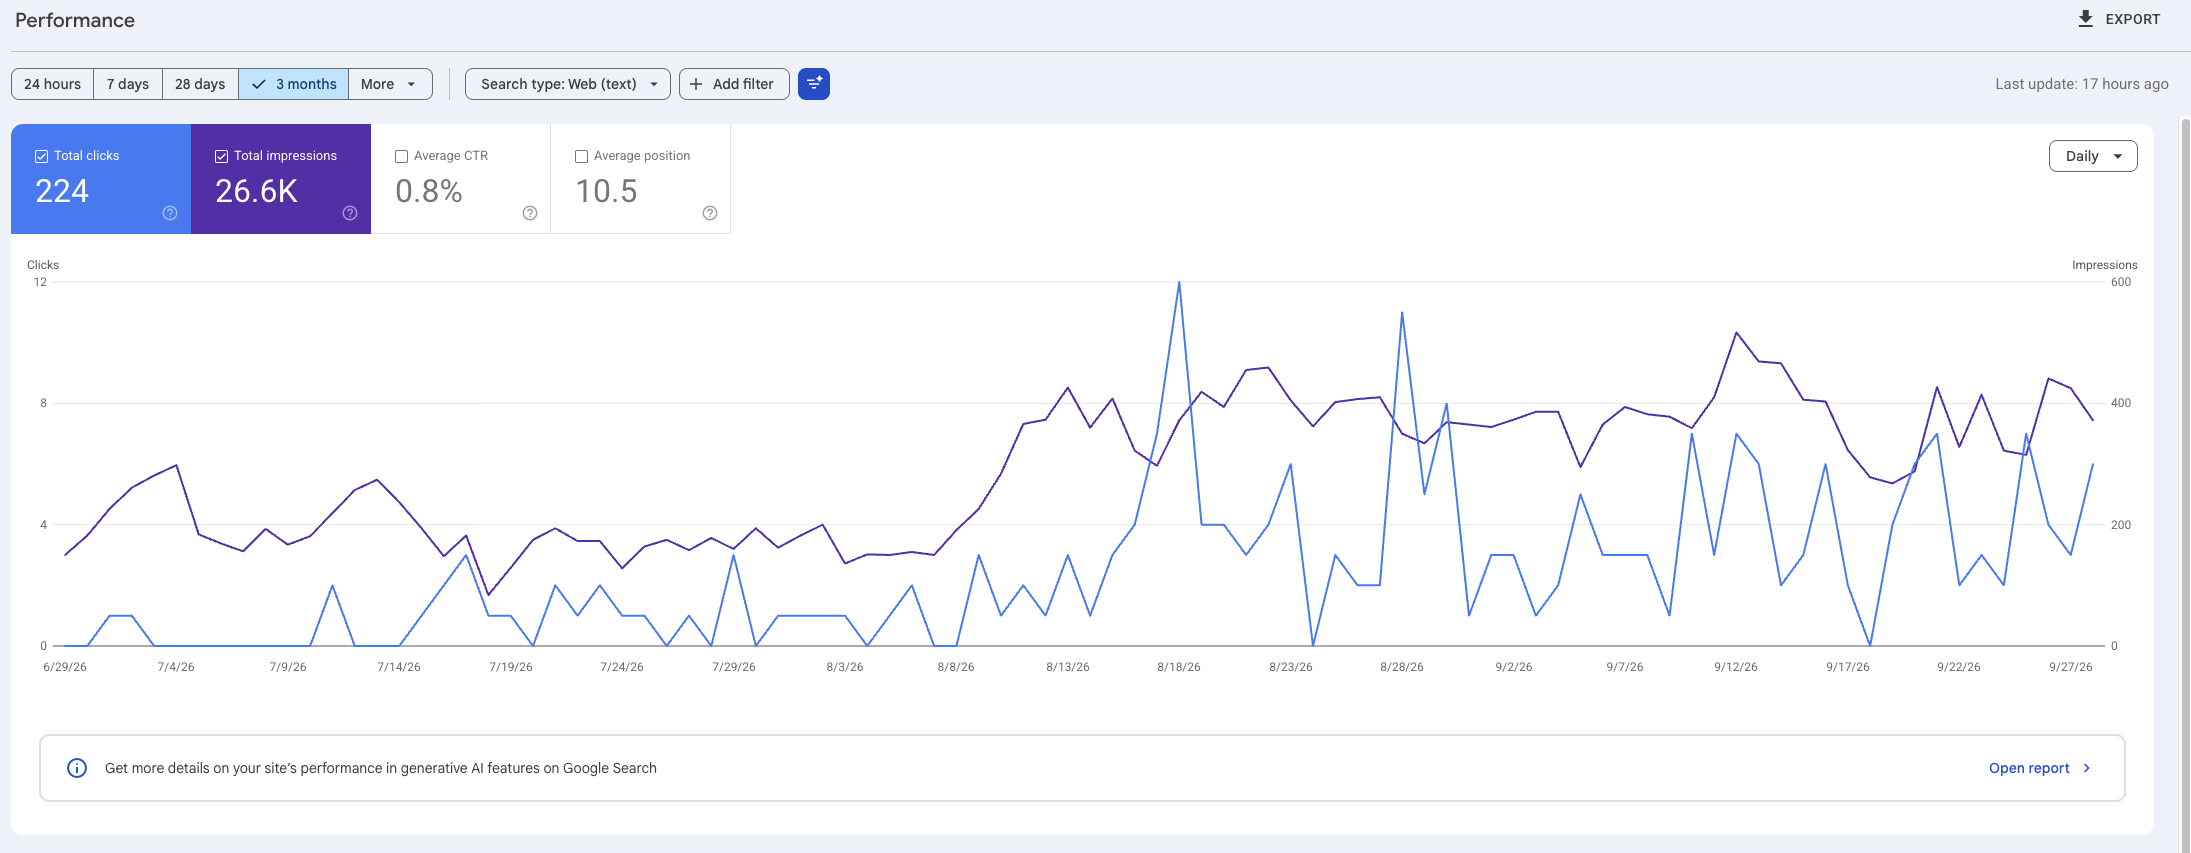 Performance
EXPORT
24 hours 7 days 28 days 3 months More Search type: Web (text) Add filter Last update: 17 hours ago
Total clicks Total impressions Average CTR Average position Daily
224 26.6K 0.8% 10.5
Clicks Impressions
12 600
8 400
4 200
0 0
6/29/26 7/4/26 7/9/26 7/14/26 7/19/26 7/24/26 7/29/26 8/3/26 8/8/26 8/13/26 8/18/26 8/23/26 8/28/26 9/2/26 9/7/26 9/12/26 9/17/26 9/22/26 9/27/26
Get more details on your site's performance in generative AI features on Google Search Open report